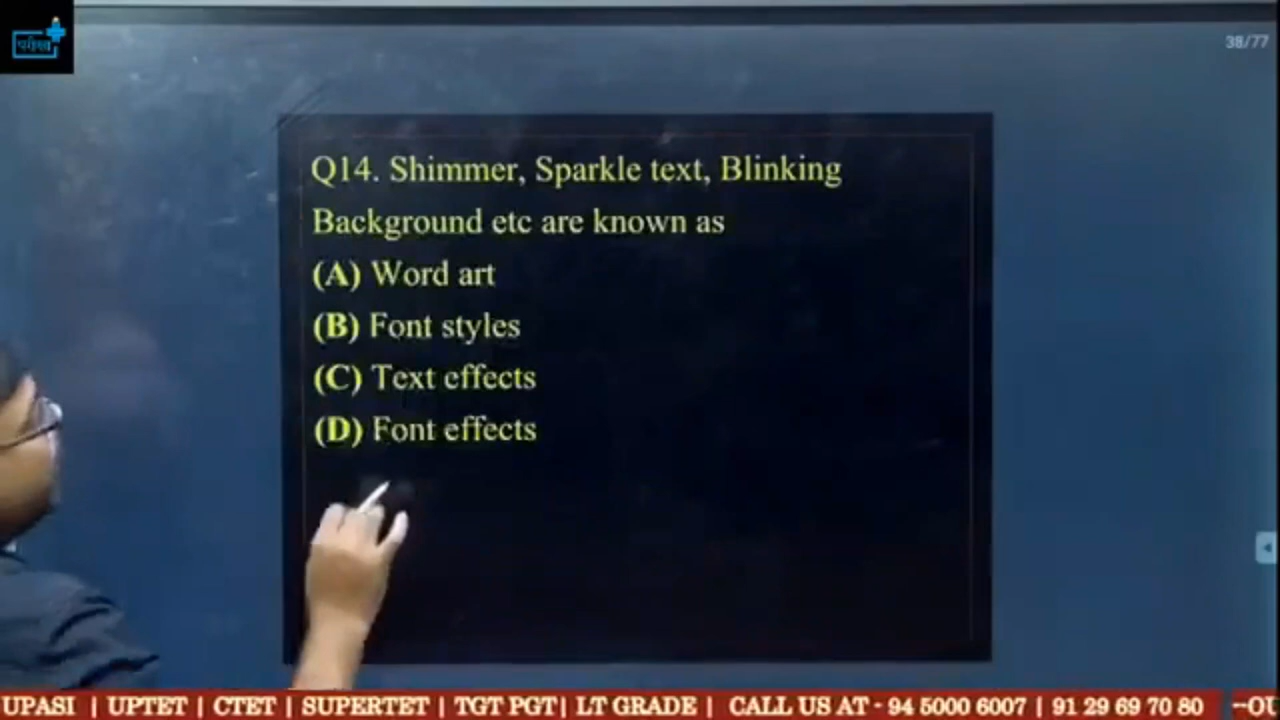 परीक्षा
38/77
Q14. Shimmer, Sparkle text, Blinking
Background etc are known as
(A) Word art
(B) Font styles
(C) Text effects
(D) Font effects
UPASI | UPTET | CTET | SUPERTET | TGT PGT| LT GRADE | CALL US AT - 94 5000 6007 | 91 29 69 70 80 --OU